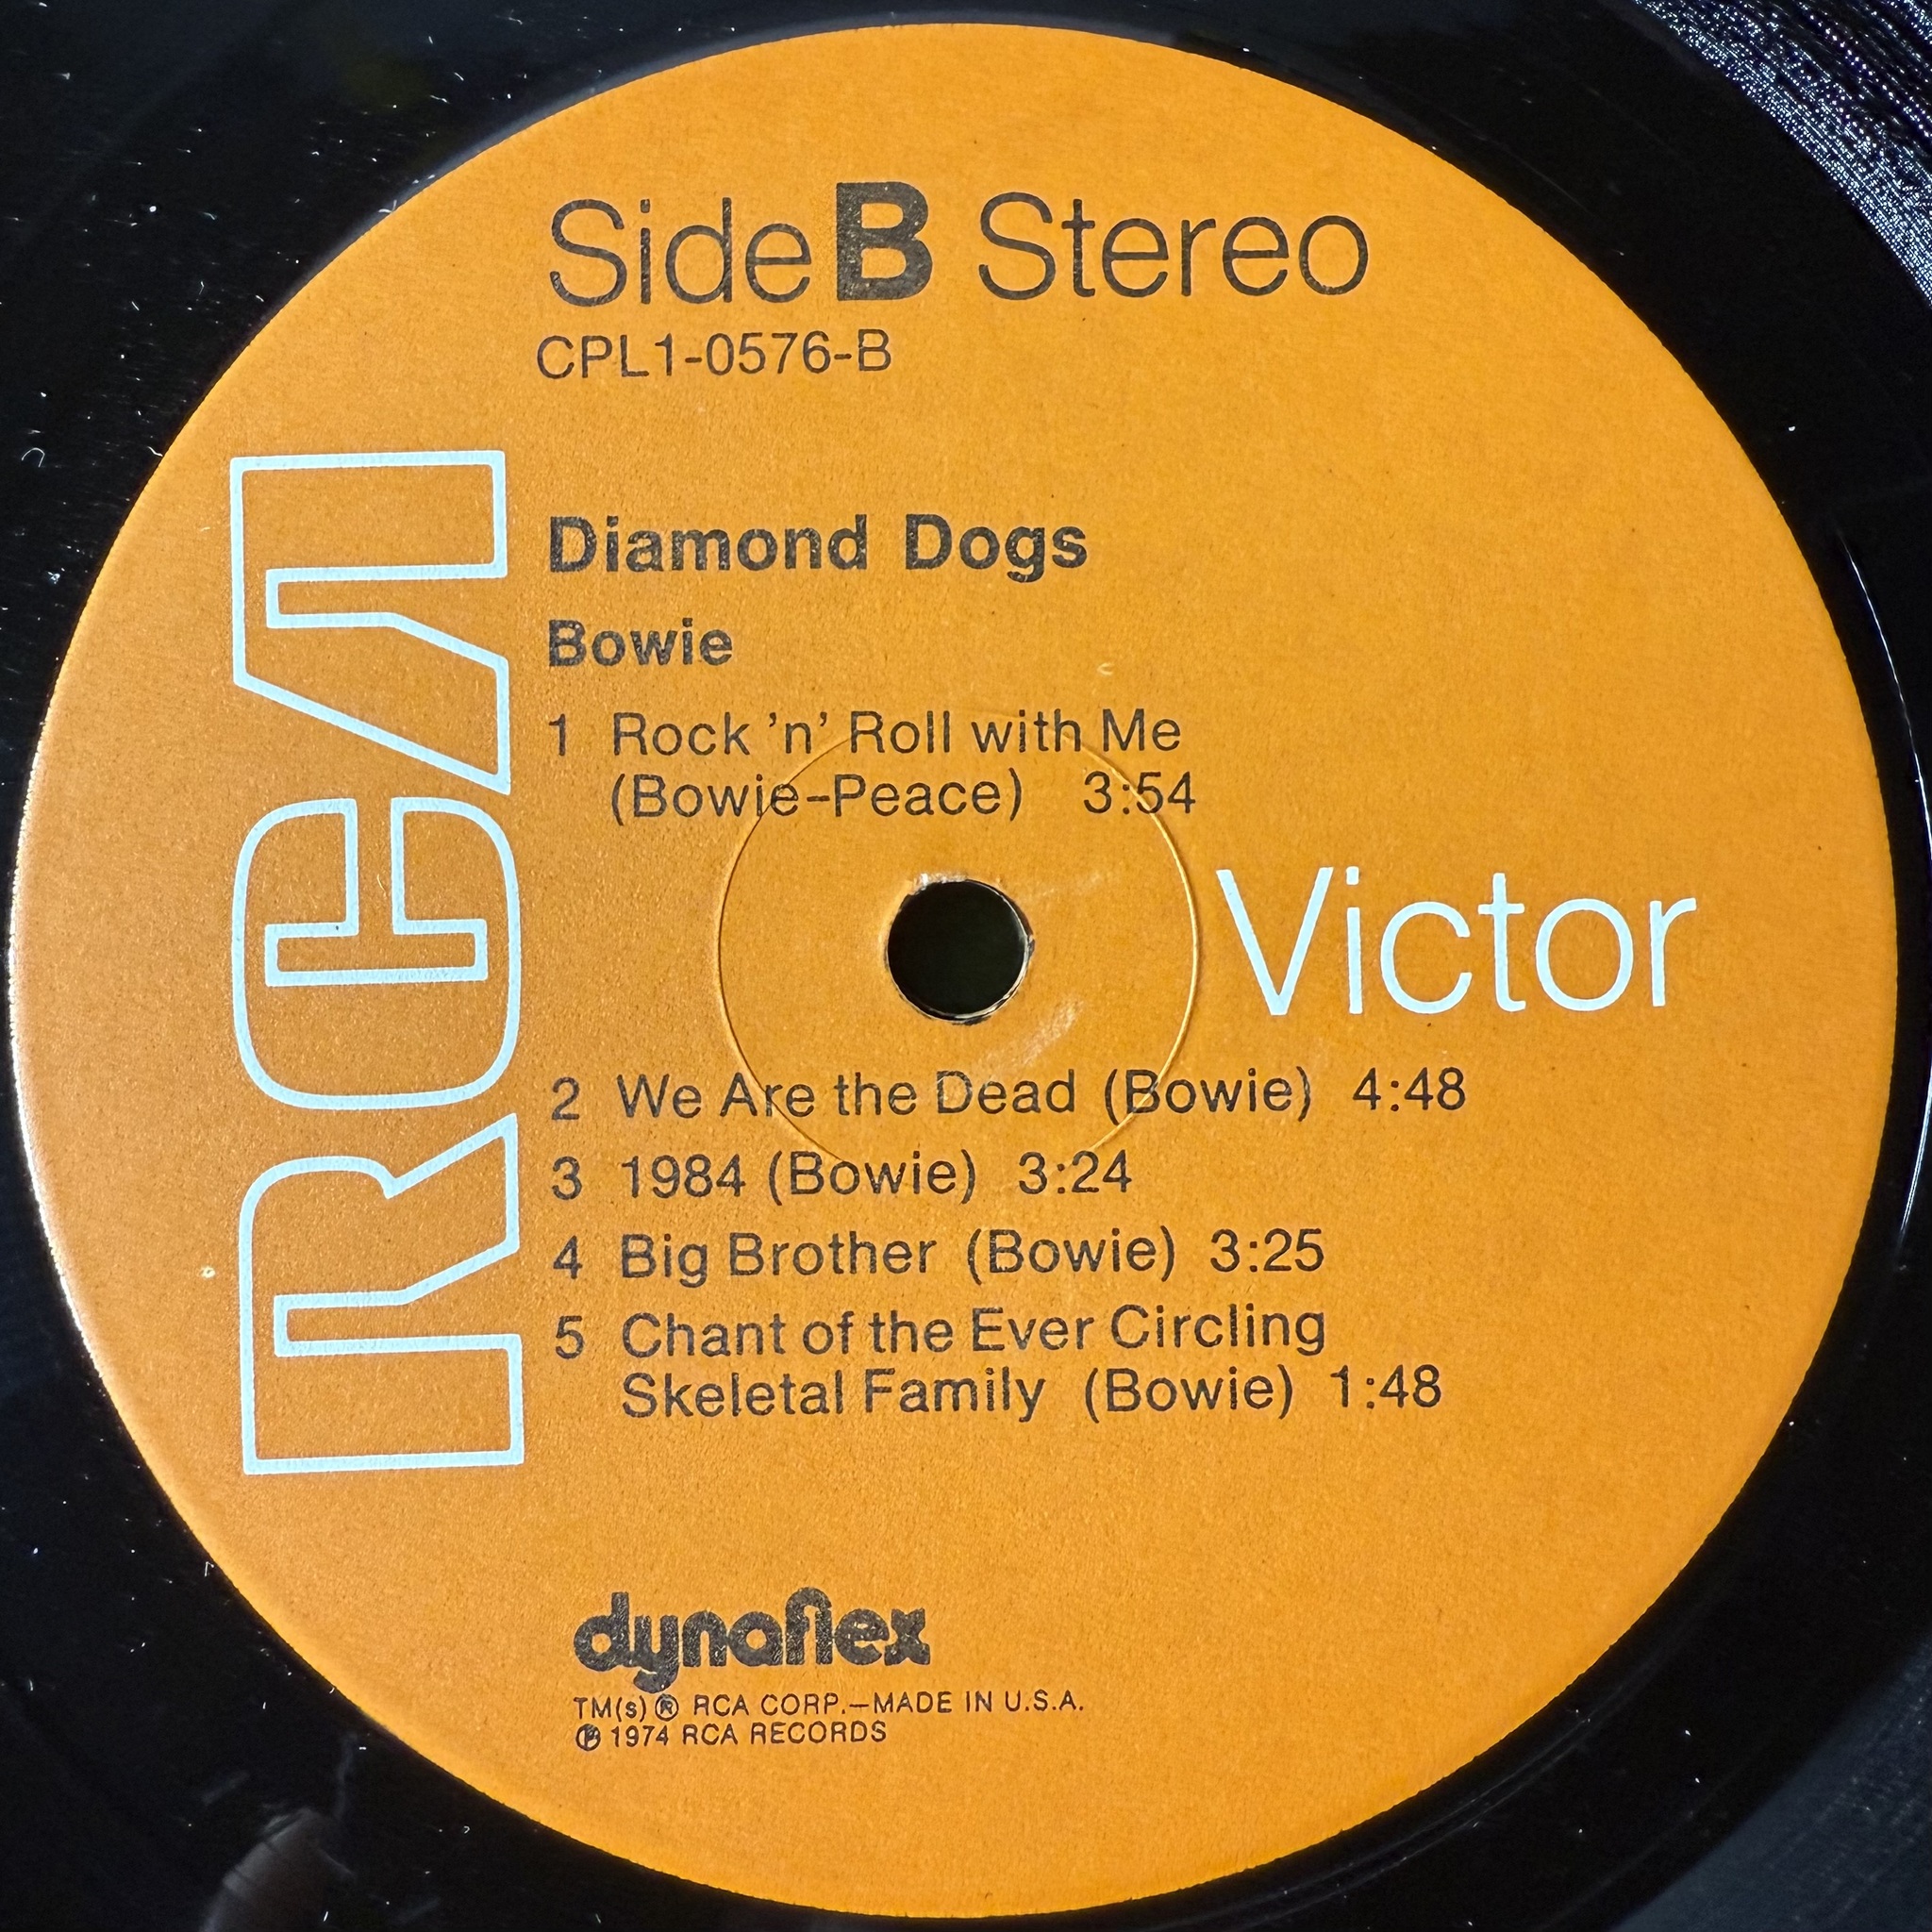 Side B Stereo
CPL1-0576-B
RCA
Diamond Dogs
Bowie
1 Rock ’n’ Roll with Me
(Bowie-Peace) 3:54
Victor
2 We Are the Dead (Bowie) 4:48
3 1984 (Bowie) 3:24
4 Big Brother (Bowie) 3:25
5 Chant of the Ever Circling
Skeletal Family (Bowie) 1:48
dynaflex
TM(s) ® RCA CORP.—MADE IN U.S.A.
℗ 1974 RCA RECORDS